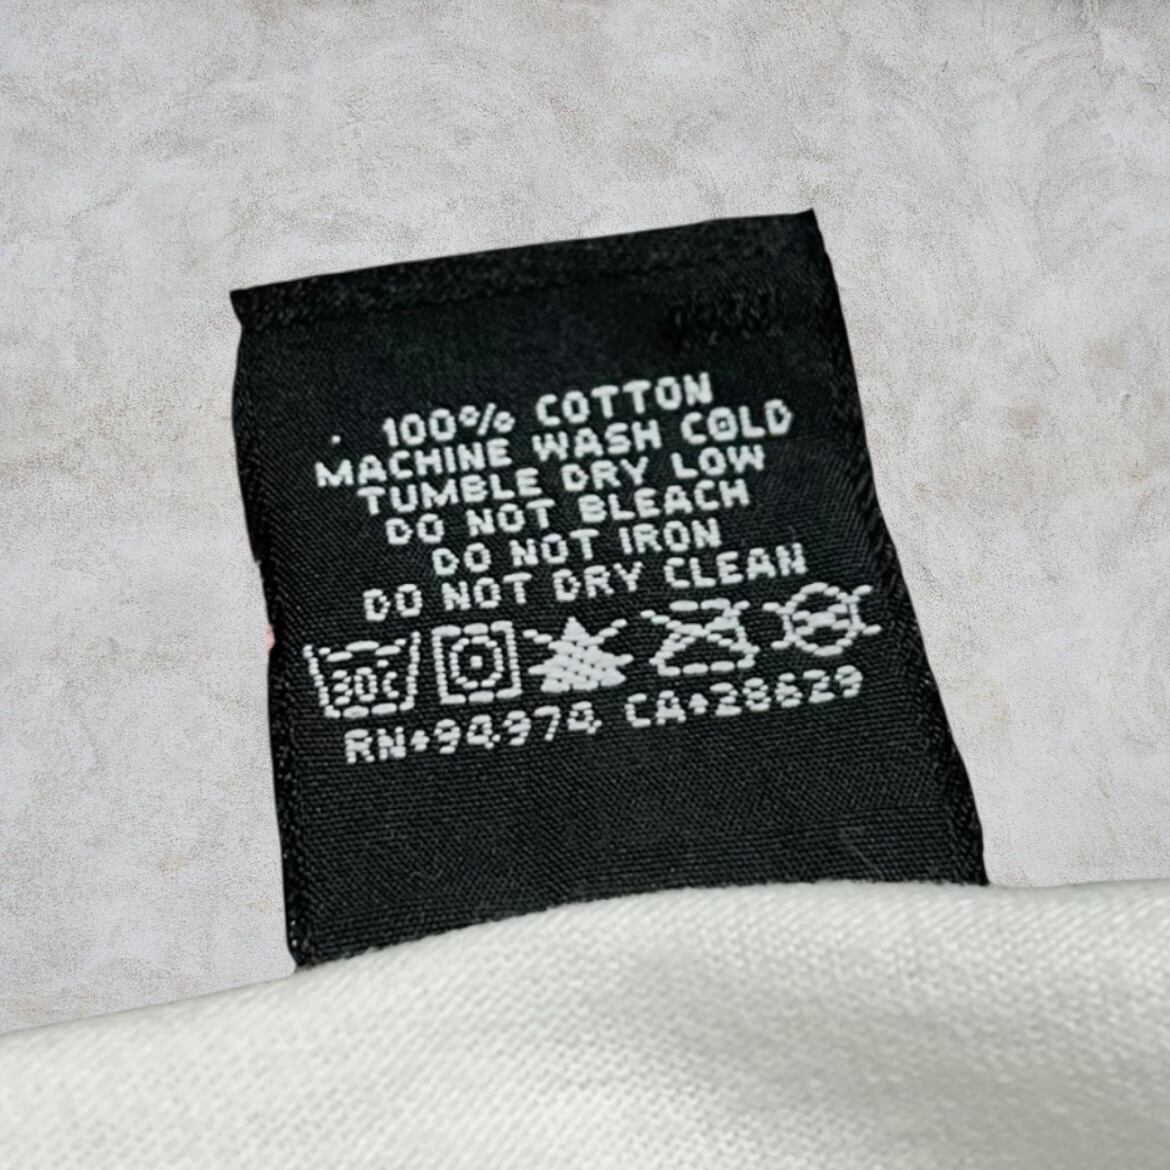 100% COTTON
MACHINE WASH COLD
TUMBLE DRY LOW
DO NOT BLEACH
DO NOT IRON
DO NOT DRY CLEAN
30c
RN*94974 CA*28629